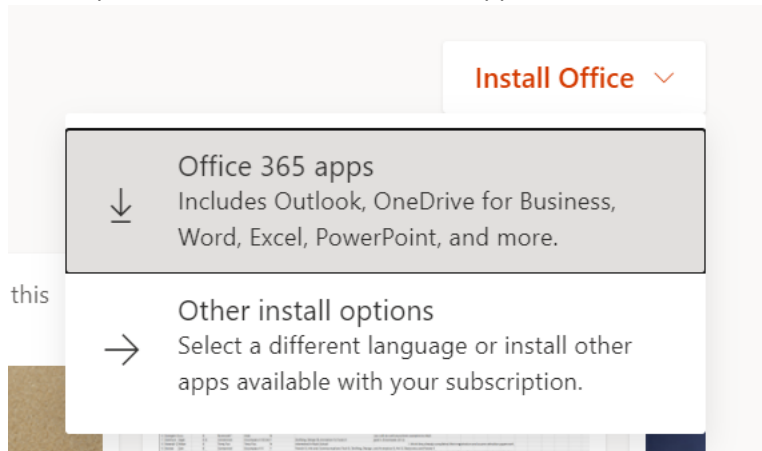 Install Office
Office 365 apps
Includes Outlook, OneDrive for Business,
Word, Excel, PowerPoint, and more.
this
Other install options
Select a different language or install other
apps available with your subscription.